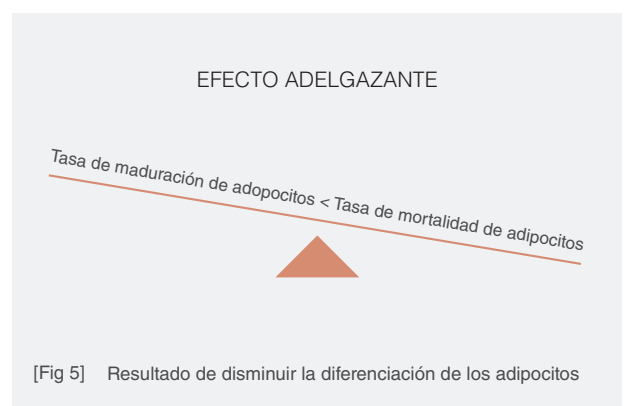 EFECTO ADELGAZANTE
Tasa de maduración de adopocitos < Tasa de mortalidad de adipocitos
[Fig 5] Resultado de disminuir la diferenciación de los adipocitos